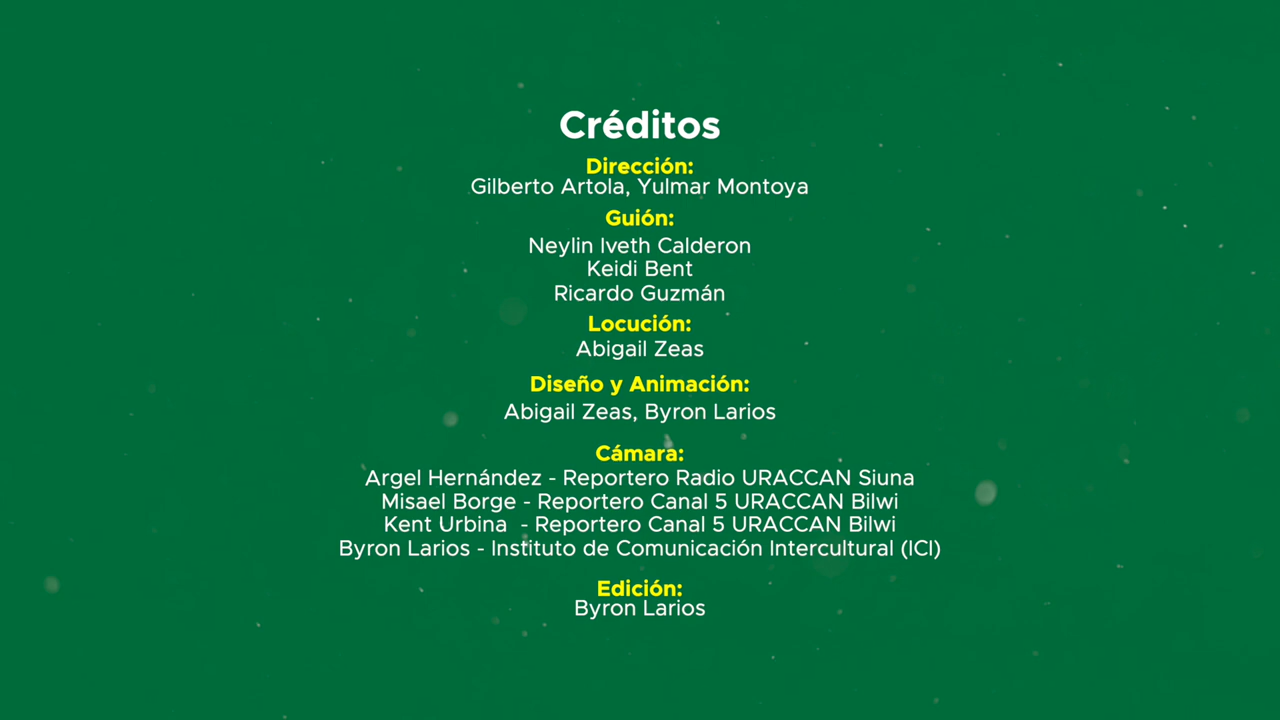 Créditos
Dirección:
Gilberto Artola, Yulmar Montoya
Guión:
Neylin Iveth Calderon
Keidi Bent
Ricardo Guzmán
Locución:
Abigail Zeas
Diseño y Animación:
Abigail Zeas, Byron Larios
Cámara:
Argel Hernández - Reportero Radio URACCAN Siuna
Misael Borge - Reportero Canal 5 URACCAN Bilwi
Kent Urbina  - Reportero Canal 5 URACCAN Bilwi
Byron Larios - Instituto de Comunicación Intercultural (ICI)
Edición:
Byron Larios